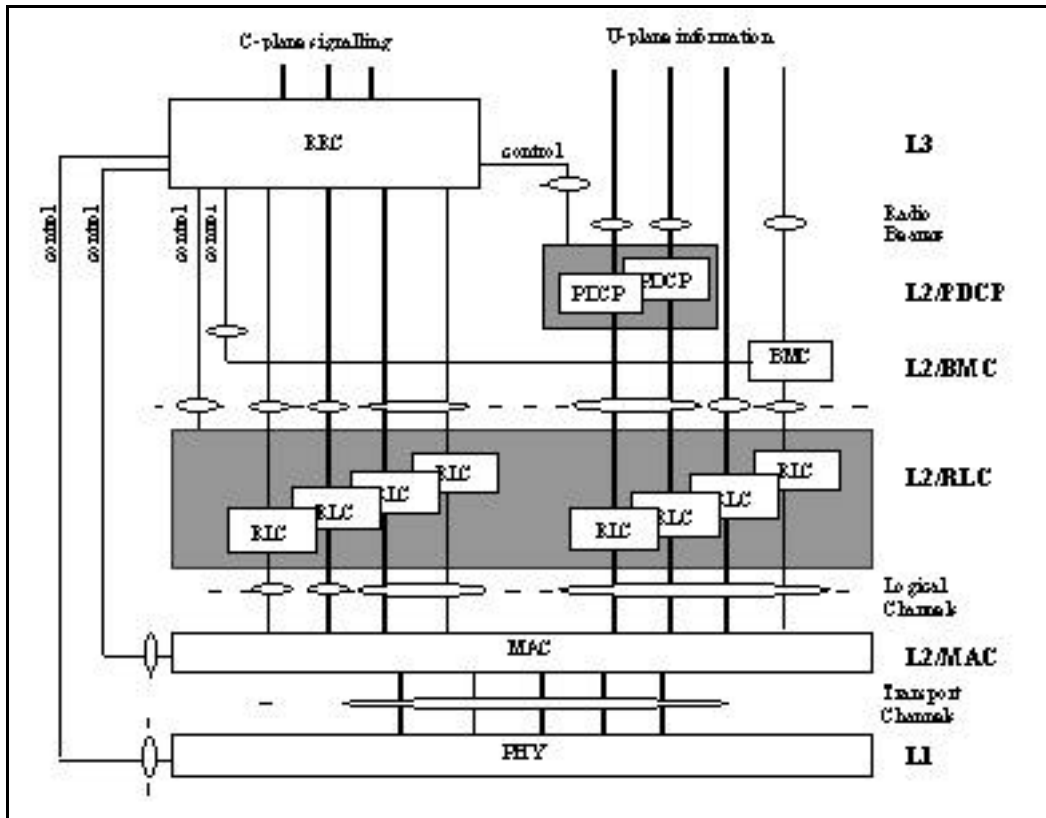 C-plane signalling
U-plane information
RRC
control
L3
control
control
control
control
Radio
Bearers
PDCP
PDCP
L2/PDCP
BMC
L2/BMC
RLC
RLC
RLC
RLC
RLC
RLC
RLC
RLC
L2/RLC
Logical
Channels
MAC
L2/MAC
Transport
Channels
PHY
L1